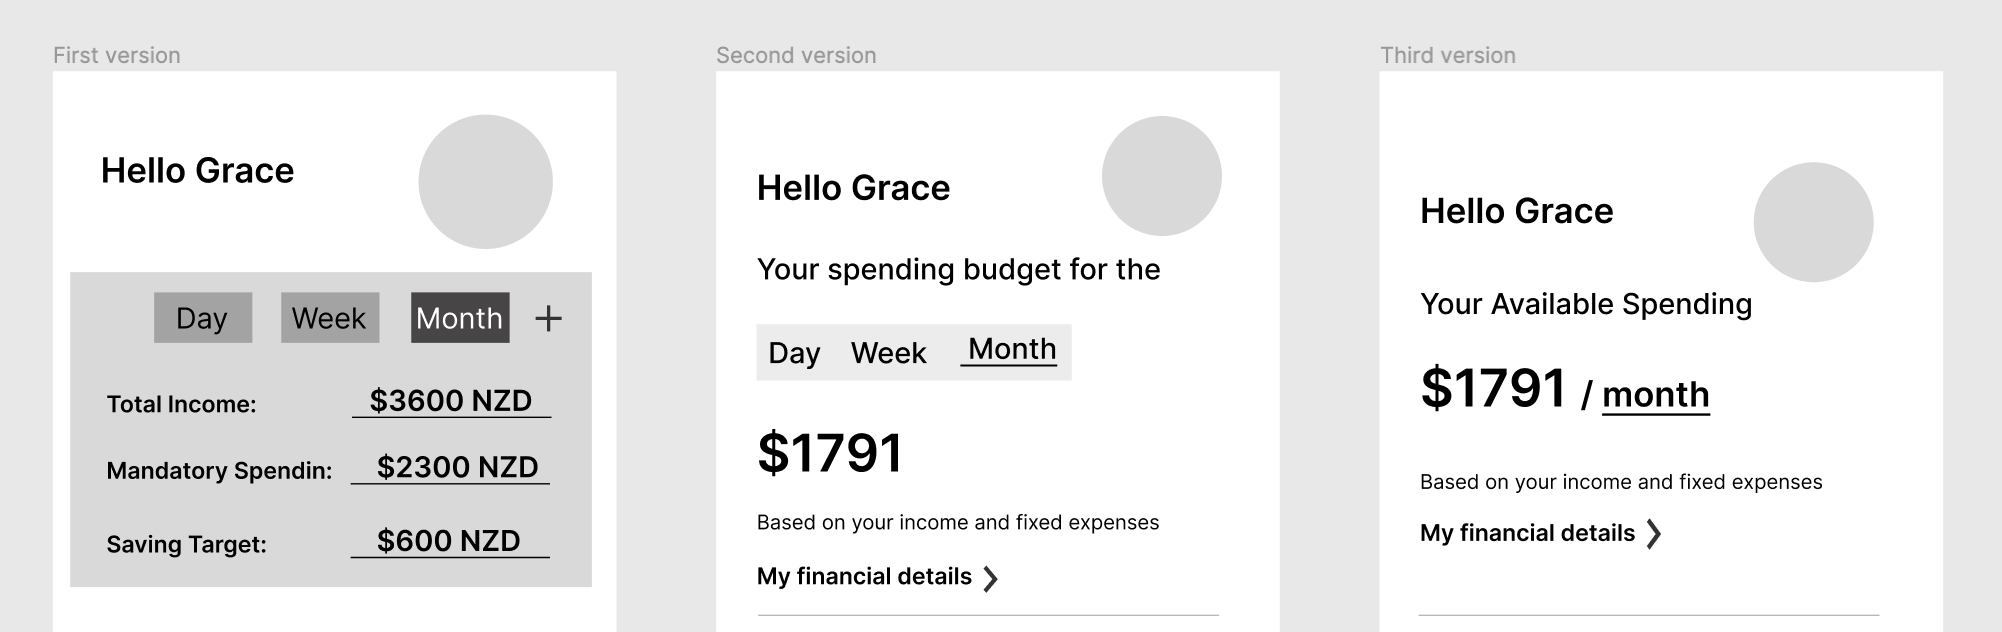 First version
Hello Grace
Day Week Month +
Total Income: $3600 NZD
Mandatory Spendin: $2300 NZD
Saving Target: $600 NZD
Second version
Hello Grace
Your spending budget for the
Day Week Month
$1791
Based on your income and fixed expenses
My financial details
Third version
Hello Grace
Your Available Spending
$1791 / month
Based on your income and fixed expenses
My financial details